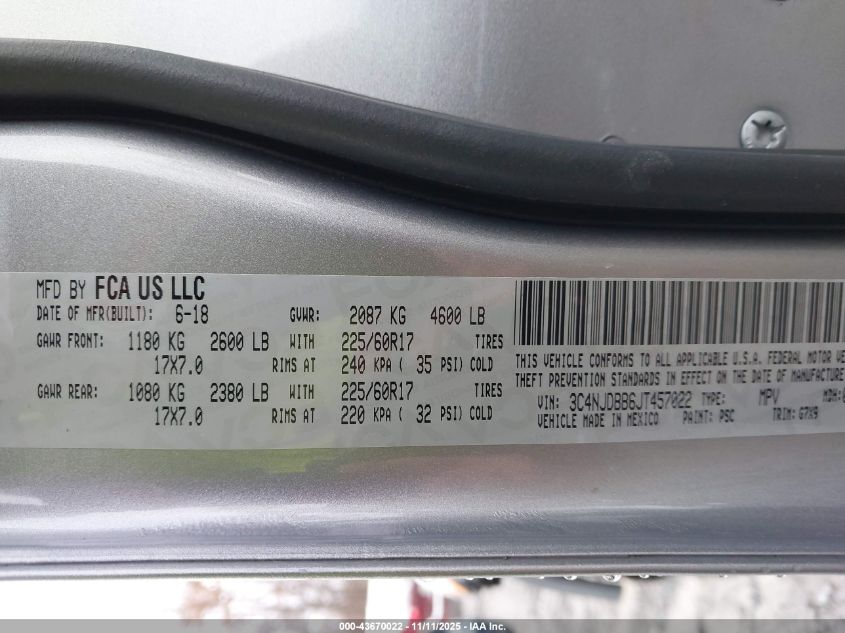 MFD BY FCA US LLC
DATE OF MFR(BUILT): 6-18 GVWR: 2087 KG 4600 LB
GAWR FRONT: 1180 KG 2600 LB WITH 225/60R17 TIRES
17X7.0 RIMS AT 240 KPA ( 35 PSI) COLD
GAWR REAR: 1080 KG 2380 LB WITH 225/60R17 TIRES
17X7.0 RIMS AT 220 KPA ( 32 PSI) COLD
THIS VEHICLE CONFORMS TO ALL APPLICABLE U.S.A. FEDERAL MOTOR VE
THEFT PREVENTION STANDARDS IN EFFECT ON THE DATE OF MANUFACTURE
VIN: 3C4NJDBB6JT457022 TYPE: MPV MDH:
VEHICLE MADE IN MEXICO PAINT: PSC TRIM: G7X9
000-43670022 - 11/11/2025 - IAA Inc.